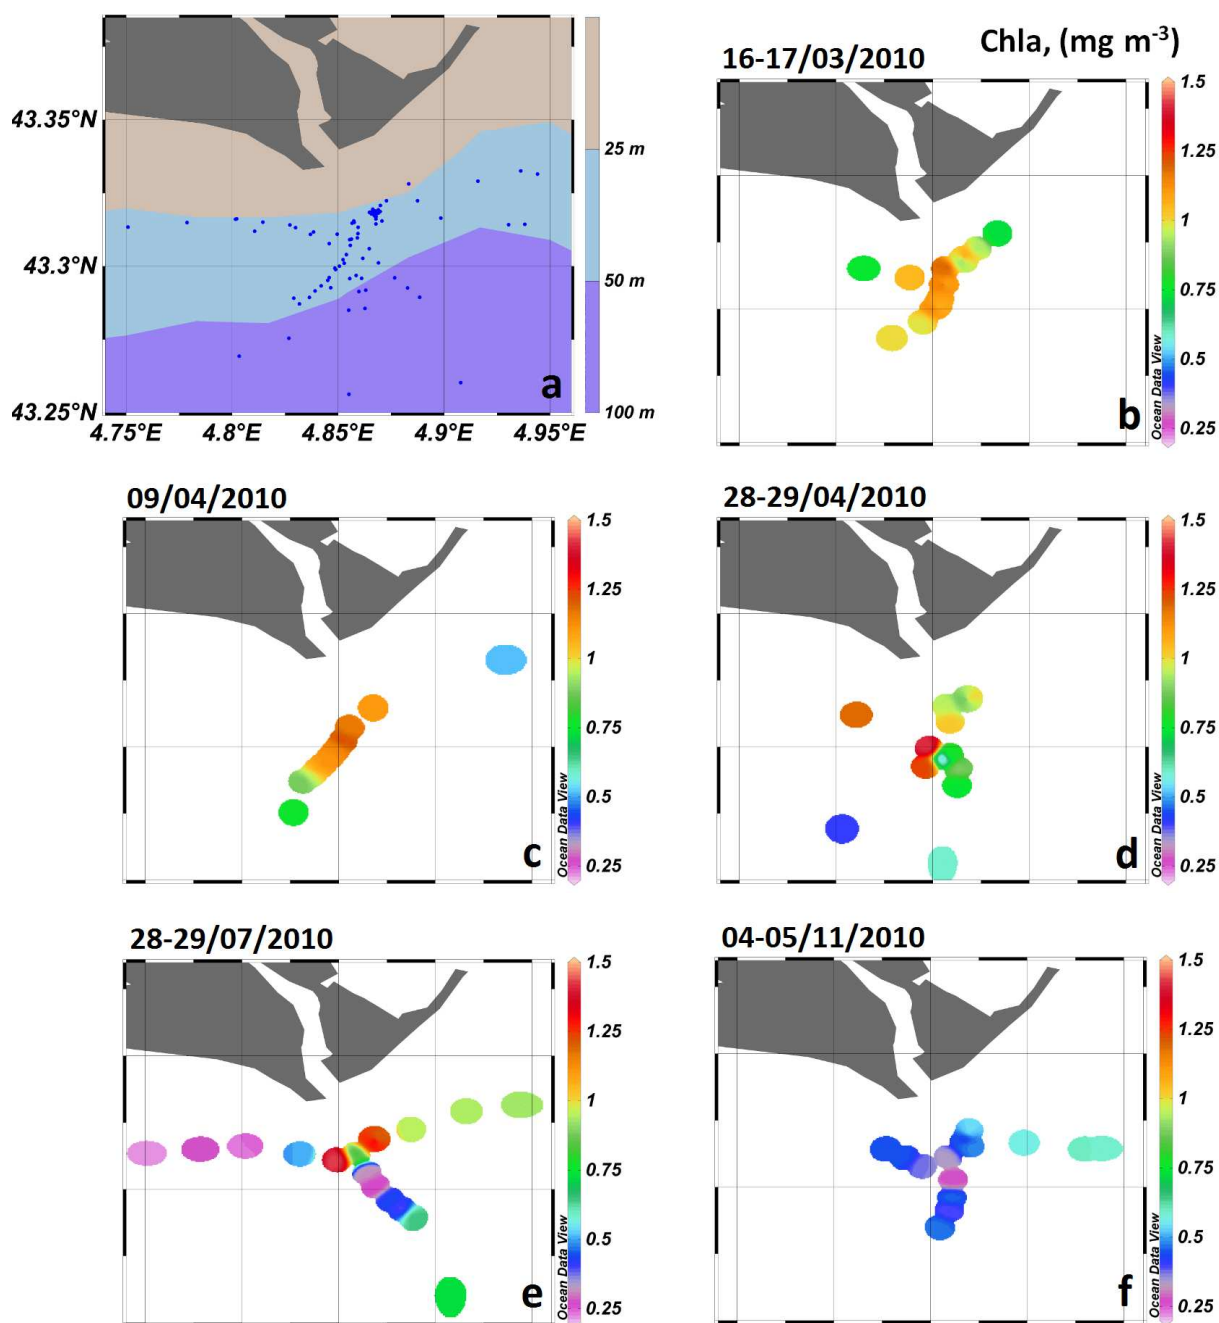 16-17/03/2010
Chla, (mg m-3)
43.35°N
43.3°N
43.25°N
4.75°E 4.8°E 4.85°E 4.9°E 4.95°E
25 m
50 m
100 m
a
1.5
1.25
1
0.75
0.5
0.25
Ocean Data View
b
09/04/2010
1.5
1.25
1
0.75
0.5
0.25
Ocean Data View
c
28-29/04/2010
1.5
1.25
1
0.75
0.5
0.25
Ocean Data View
d
28-29/07/2010
1.5
1.25
1
0.75
0.5
0.25
Ocean Data View
e
04-05/11/2010
1.5
1.25
1
0.75
0.5
0.25
Ocean Data View
f